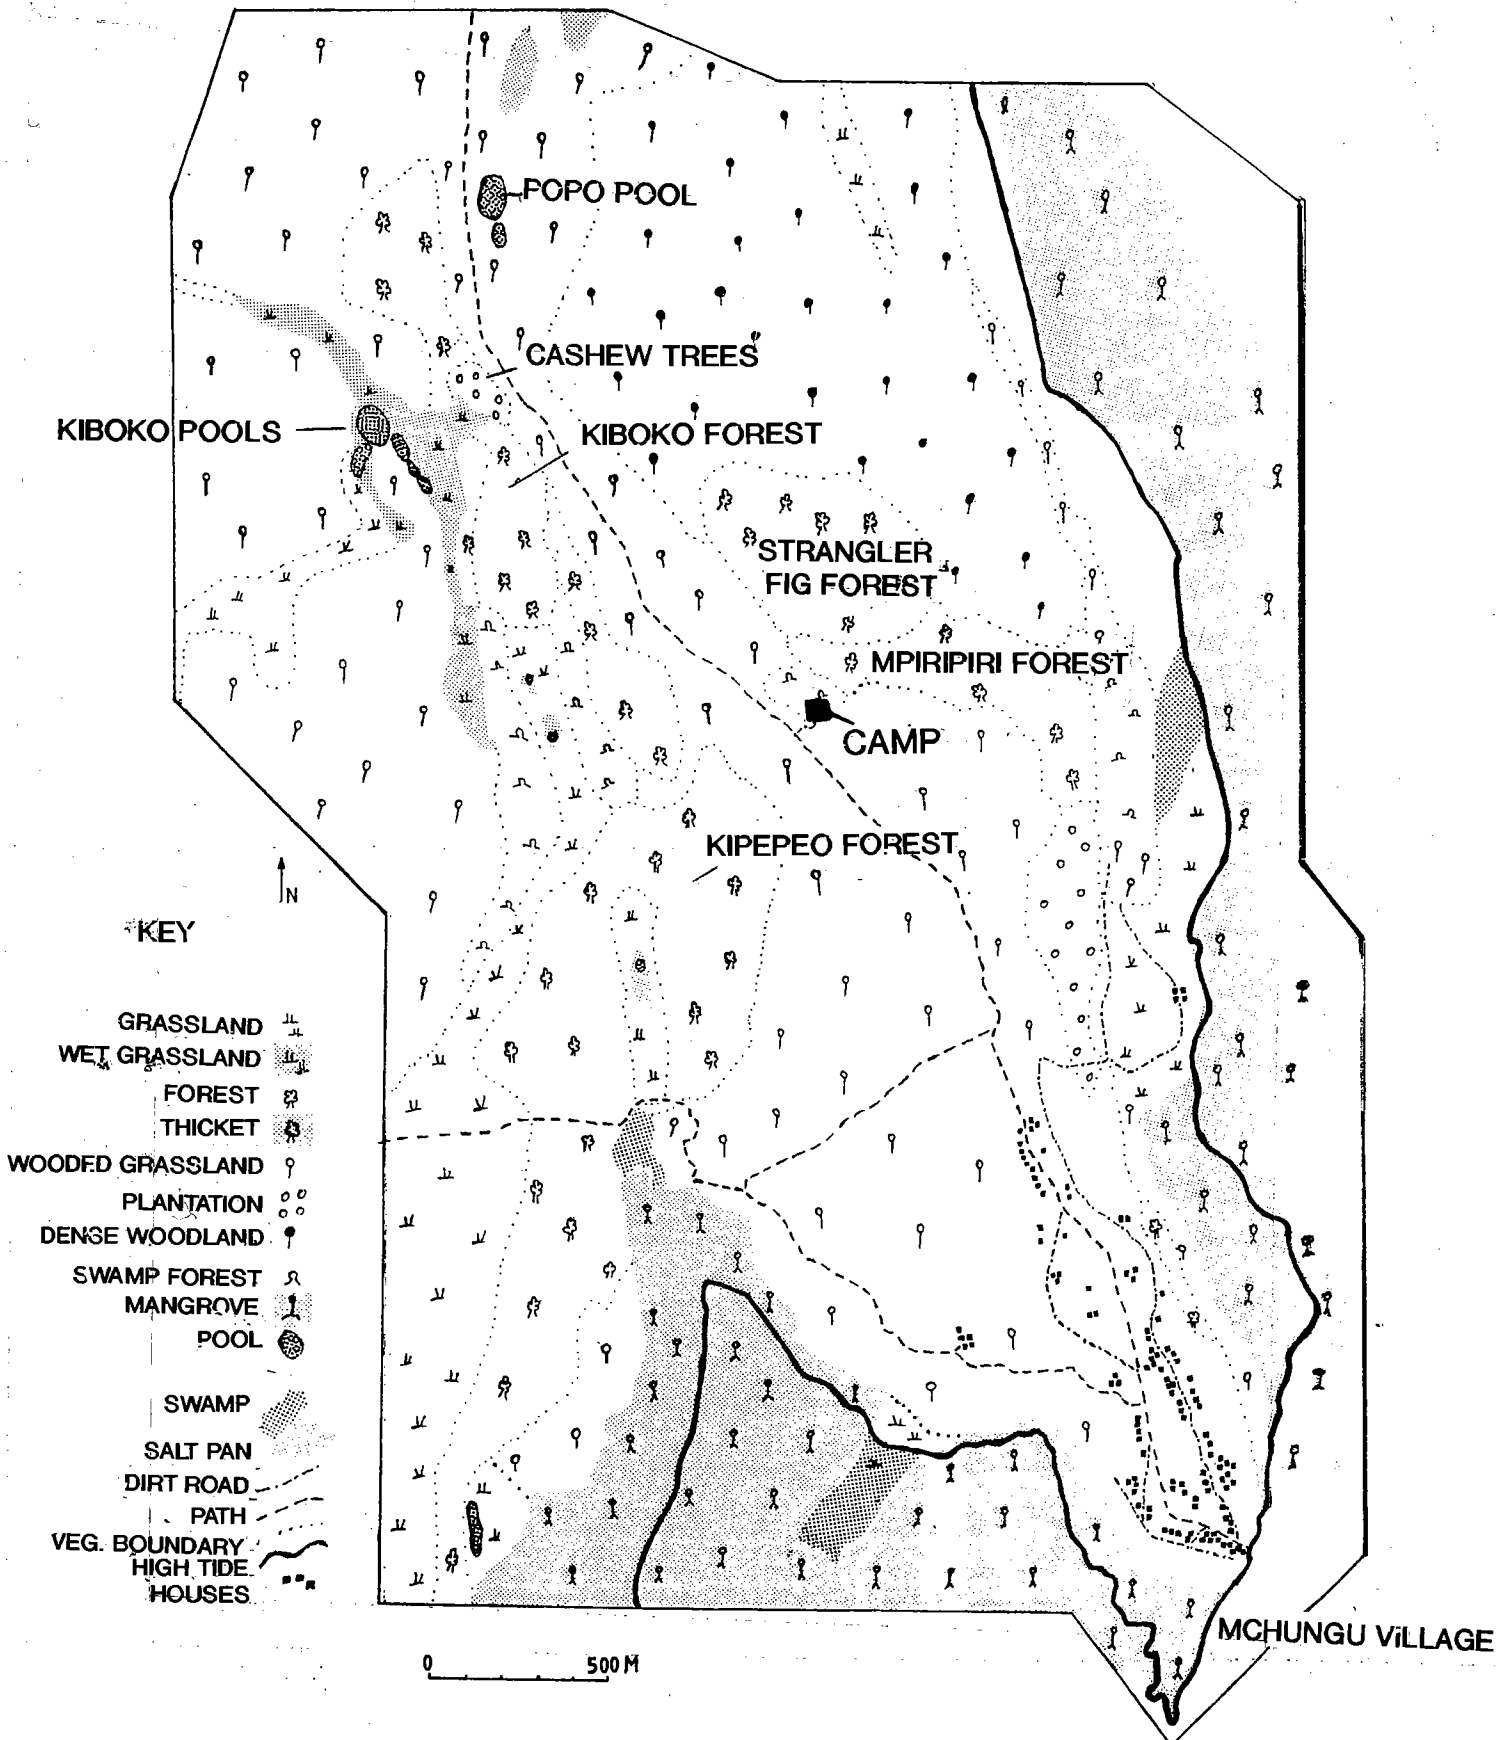 POPO POOL
CASHEW TREES
KIBOKO POOLS
KIBOKO FOREST
STRANGLER
FIG FOREST
MPIRIPIRI FOREST
CAMP
KIPEPEO FOREST
N
KEY
GRASSLAND
WET GRASSLAND
FOREST
THICKET
WOODED GRASSLAND
PLANTATION
DENSE WOODLAND
SWAMP FOREST
MANGROVE
POOL
SWAMP
SALT PAN
DIRT ROAD
PATH
VEG. BOUNDARY
HIGH TIDE
HOUSES
MCHUNGU VILLAGE
0 500 M